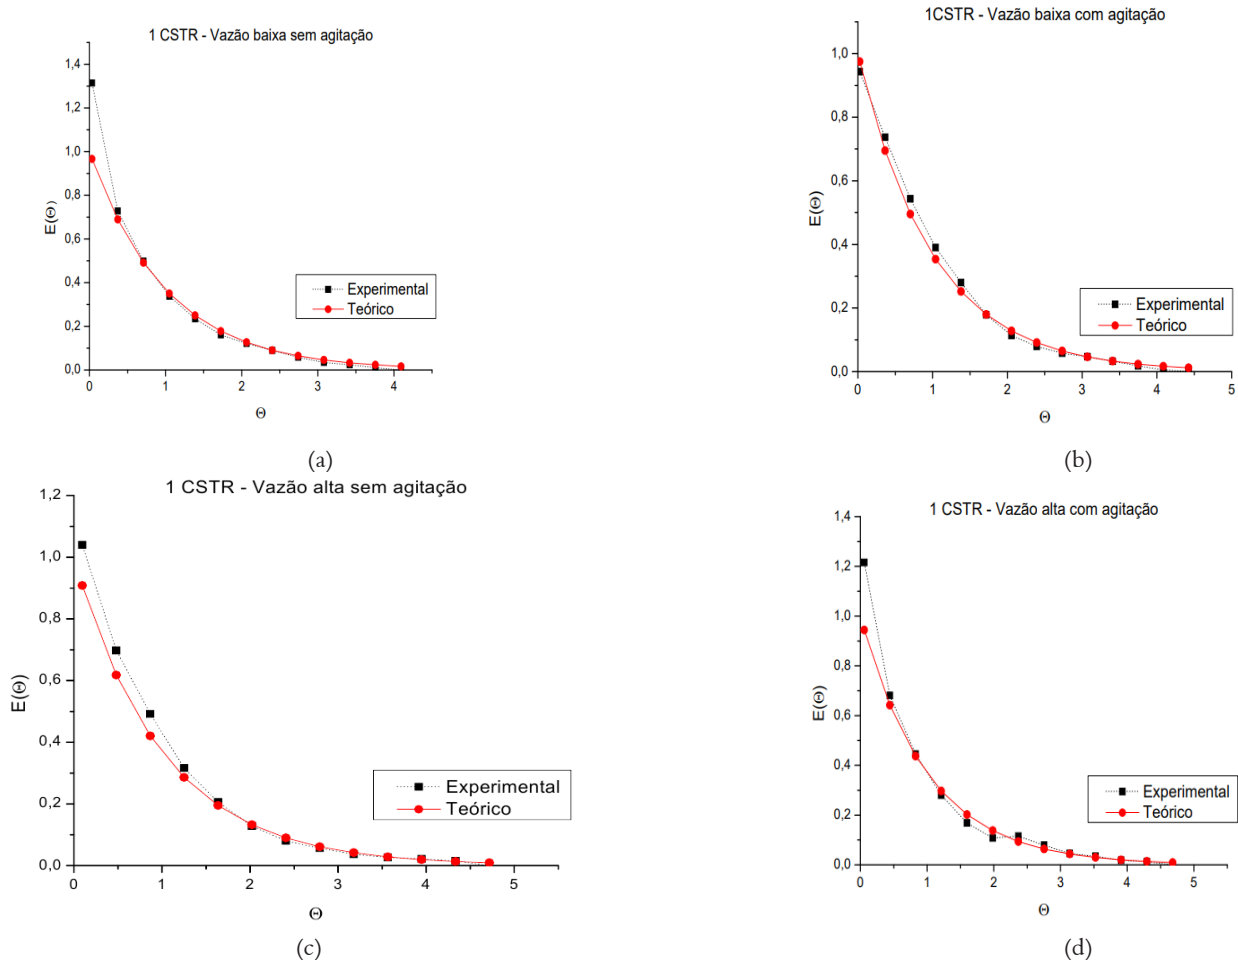 1 CSTR - Vazão baixa sem agitação
1,4
1,2
1,0
0,8
0,6
0,4
0,2
0,0
E(Θ)
Experimental
Teórico
0 1 2 3 4
Θ
(a)
1CSTR - Vazão baixa com agitação
1,0
0,8
0,6
0,4
0,2
0,0
E(Θ)
Experimental
Teórico
0 1 2 3 4 5
Θ
(b)
1 CSTR - Vazão alta sem agitação
1,2
1,0
0,8
0,6
0,4
0,2
0,0
E(Θ)
Experimental
Teórico
0 1 2 3 4 5
Θ
(c)
1 CSTR - Vazão alta com agitação
1,4
1,2
1,0
0,8
0,6
0,4
0,2
0,0
E(Θ)
Experimental
Teórico
0 1 2 3 4 5
Θ
(d)